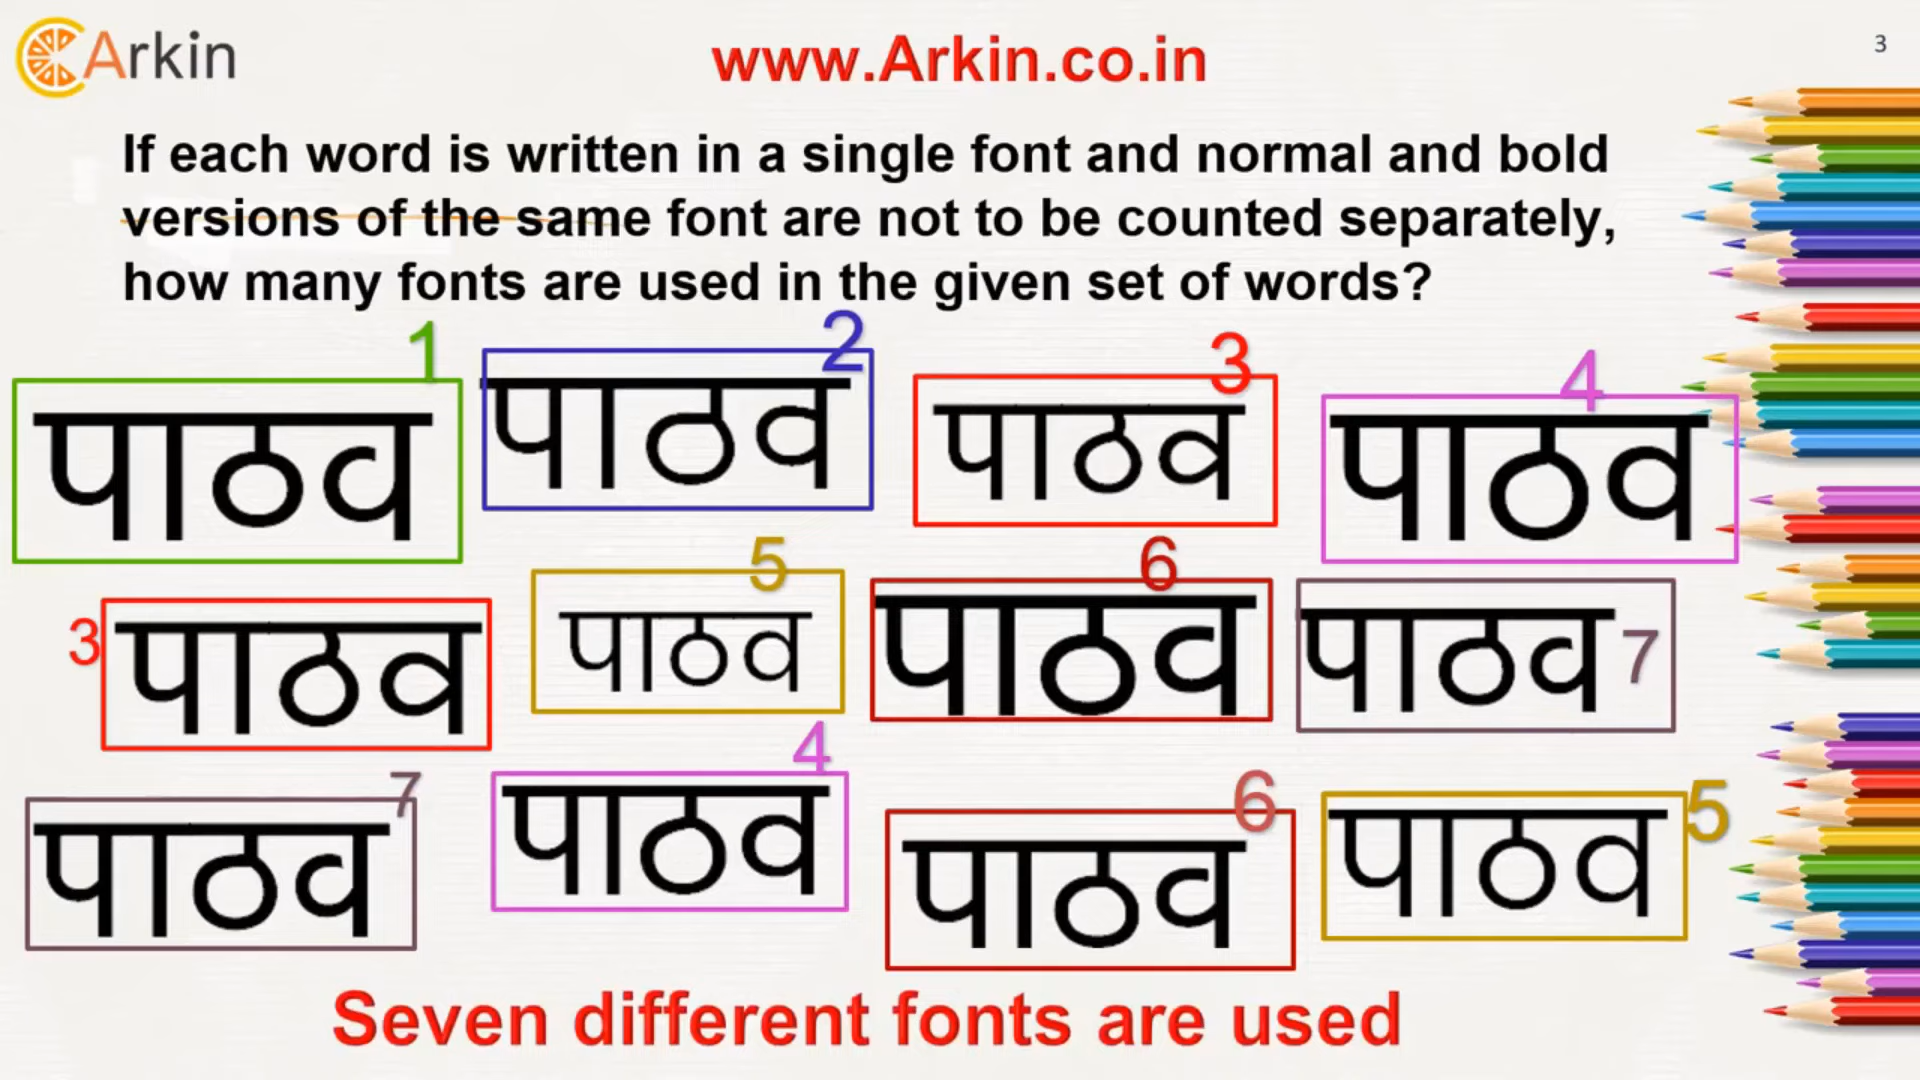 Arkin
www.Arkin.co.in
3
If each word is written in a single font and normal and bold
versions of the same font are not to be counted separately,
how many fonts are used in the given set of words?
1 2 3 4
पाठव पाठव पाठव पाठव
5 6
3 पाठव पाठव पाठव पाठव 7
7 4 6 5
पाठव पाठव पाठव पाठव
Seven different fonts are used